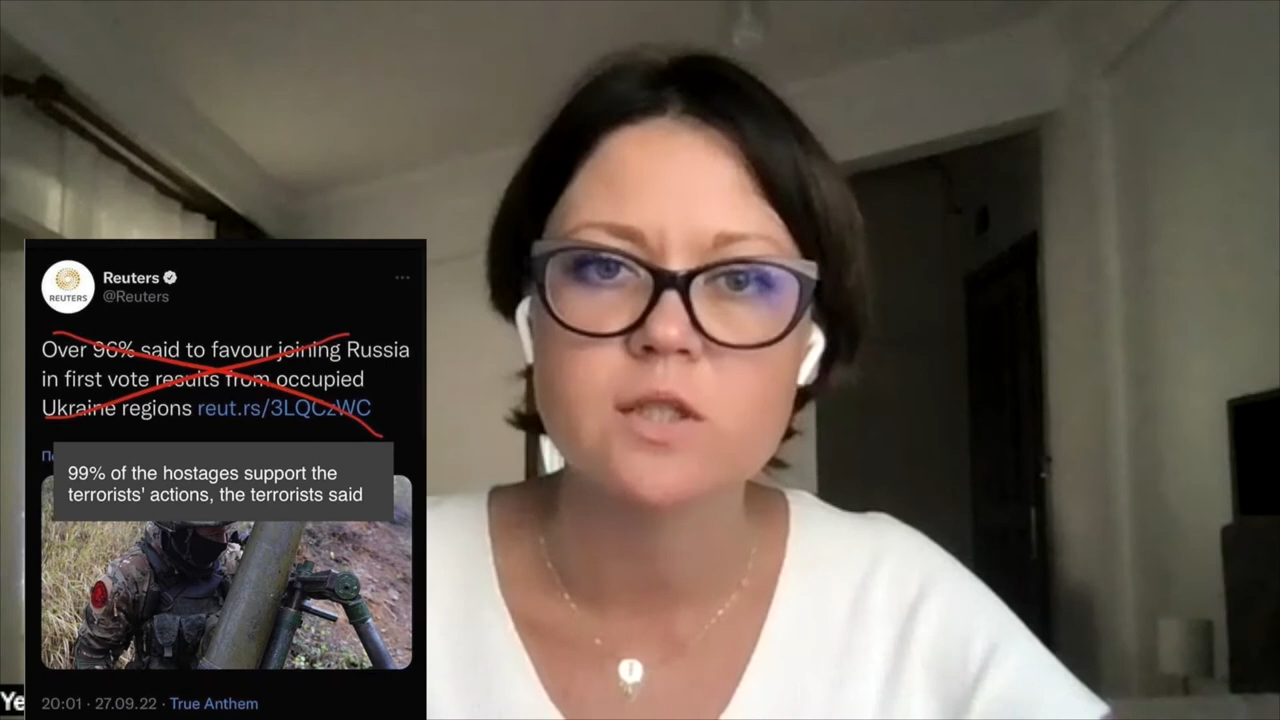 Reuters
@Reuters
REUTERS
Over 96% said to favour joining Russia
in first vote results from occupied
Ukraine regions reut.rs/3LQCzWC
99% of the hostages support the
terrorists' actions, the terrorists said
20:01 · 27.09.22 · True Anthem
Ye